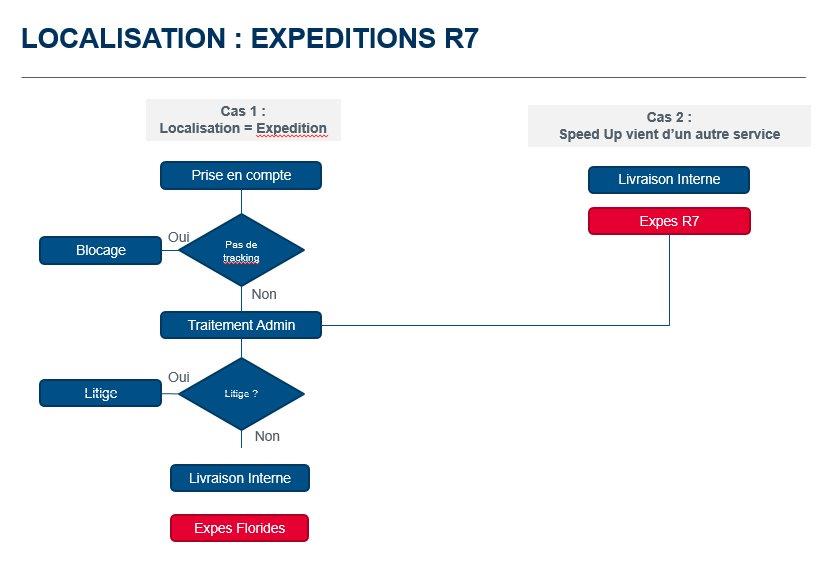 LOCALISATION : EXPEDITIONS R7
Cas 1 :
Localisation = Expedition
Prise en compte
Oui
Blocage
Pas de
tracking
Non
Traitement Admin
Oui
Litige
Litige ?
Non
Livraison Interne
Expes Florides
Cas 2 :
Speed Up vient d’un autre service
Livraison Interne
Expes R7